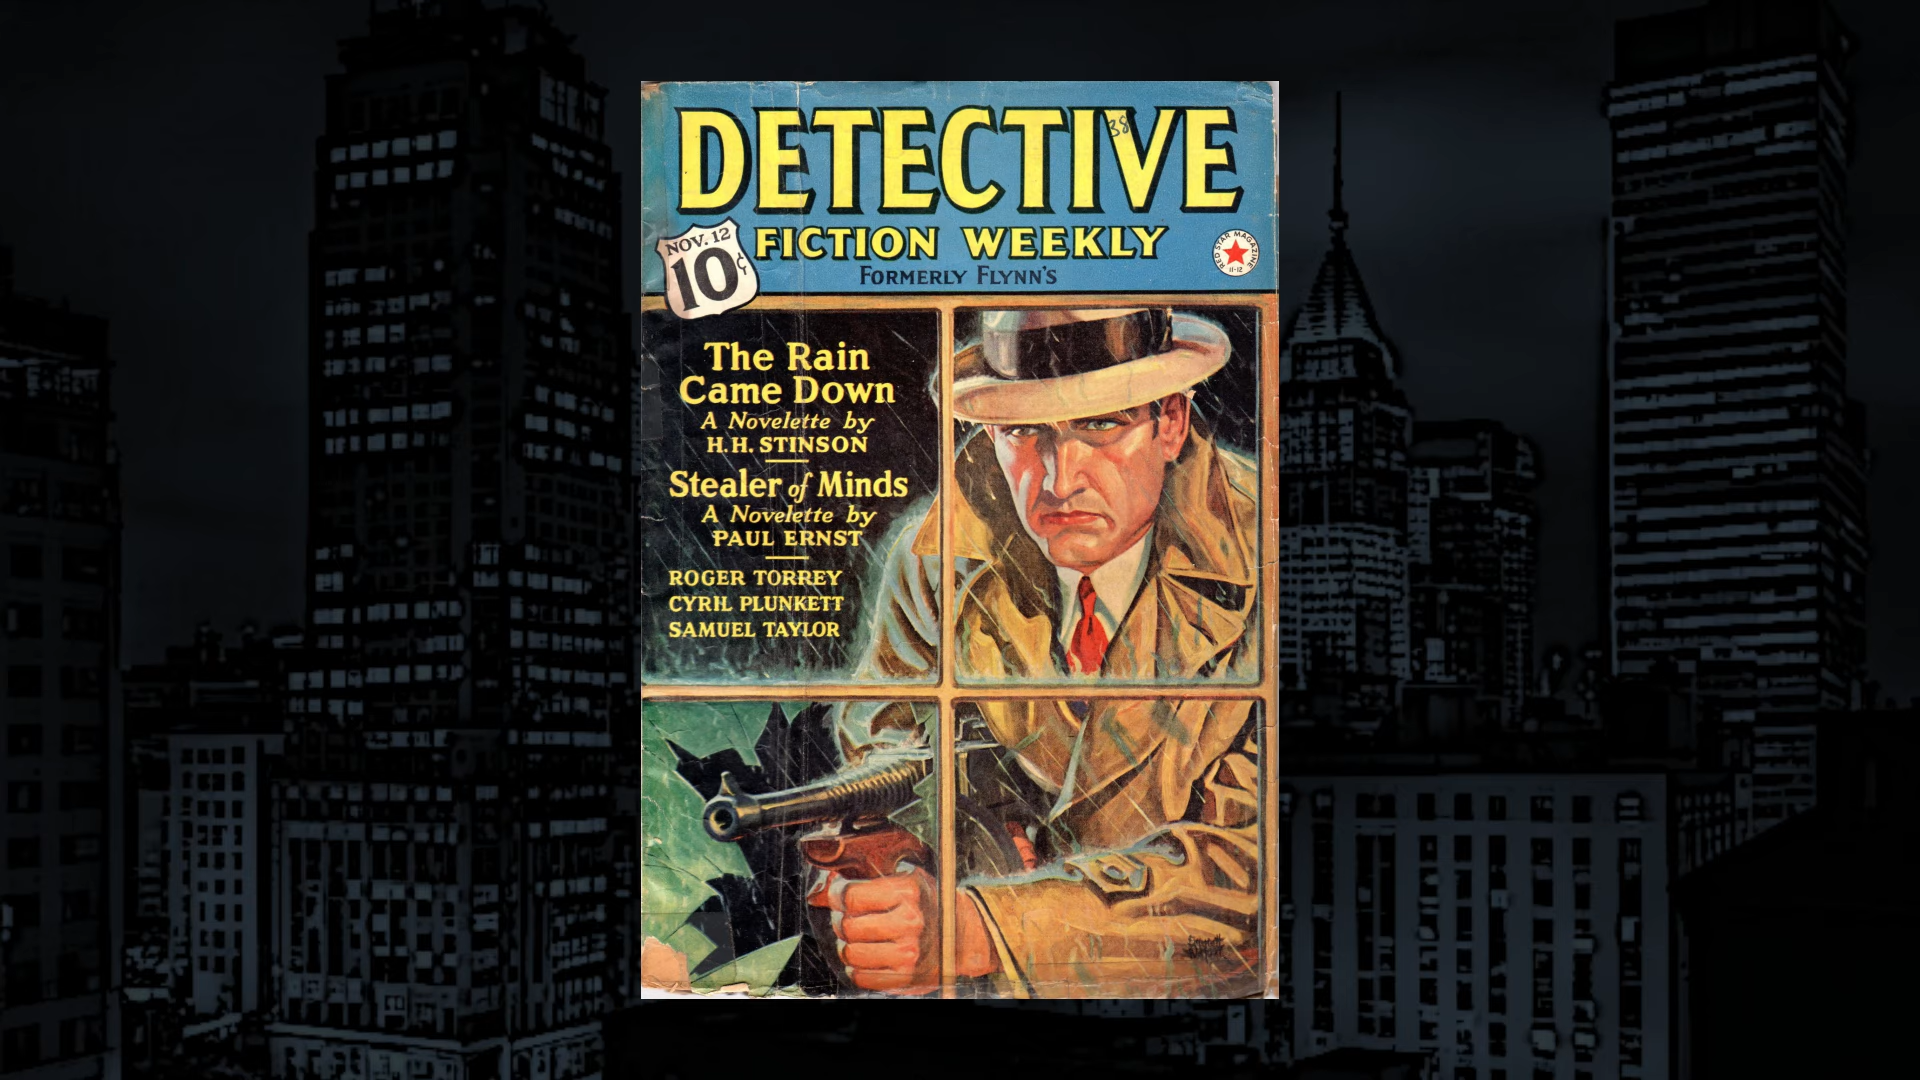 DETECTIVE
38
FICTION WEEKLY
FORMERLY FLYNN'S
NOV. 12
10¢
RED STAR MAGAZINE
11-12
The Rain
Came Down
A Novelette by
H. H. STINSON
Stealer of Minds
A Novelette by
PAUL ERNST
ROGER TORREY
CYRIL PLUNKETT
SAMUEL TAYLOR